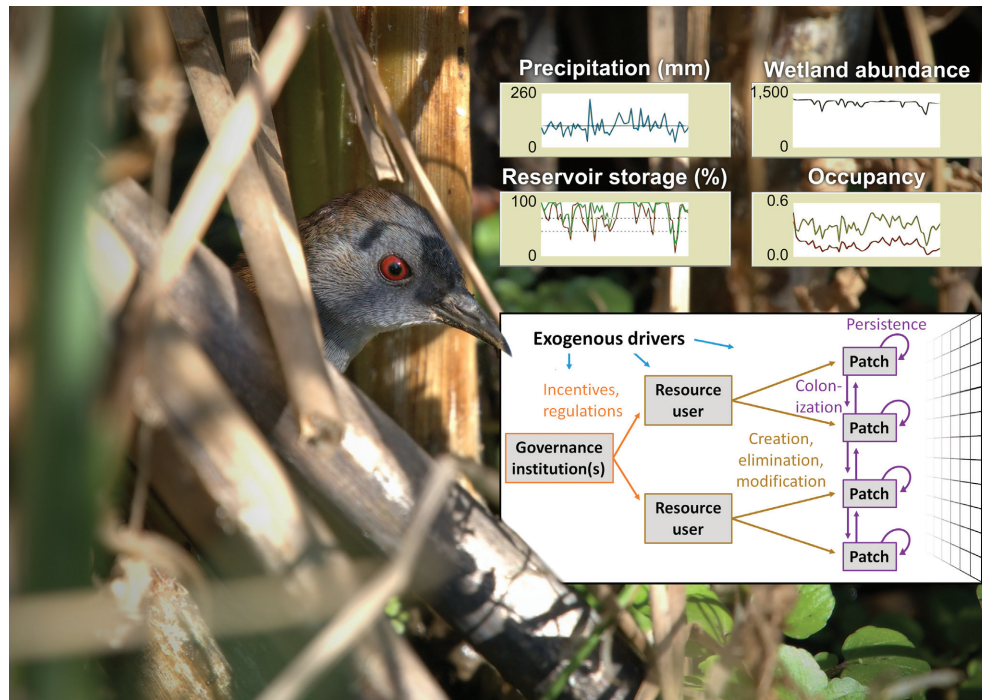 Precipitation (mm)
260
0
Wetland abundance
1,500
0
Reservoir storage (%)
100
0
Occupancy
0.6
0.0
Exogenous drivers
Incentives,
regulations
Governance
institution(s)
Resource
user
Resource
user
Creation,
elimination,
modification
Persistence
Patch
Colon-
ization
Patch
Patch
Patch